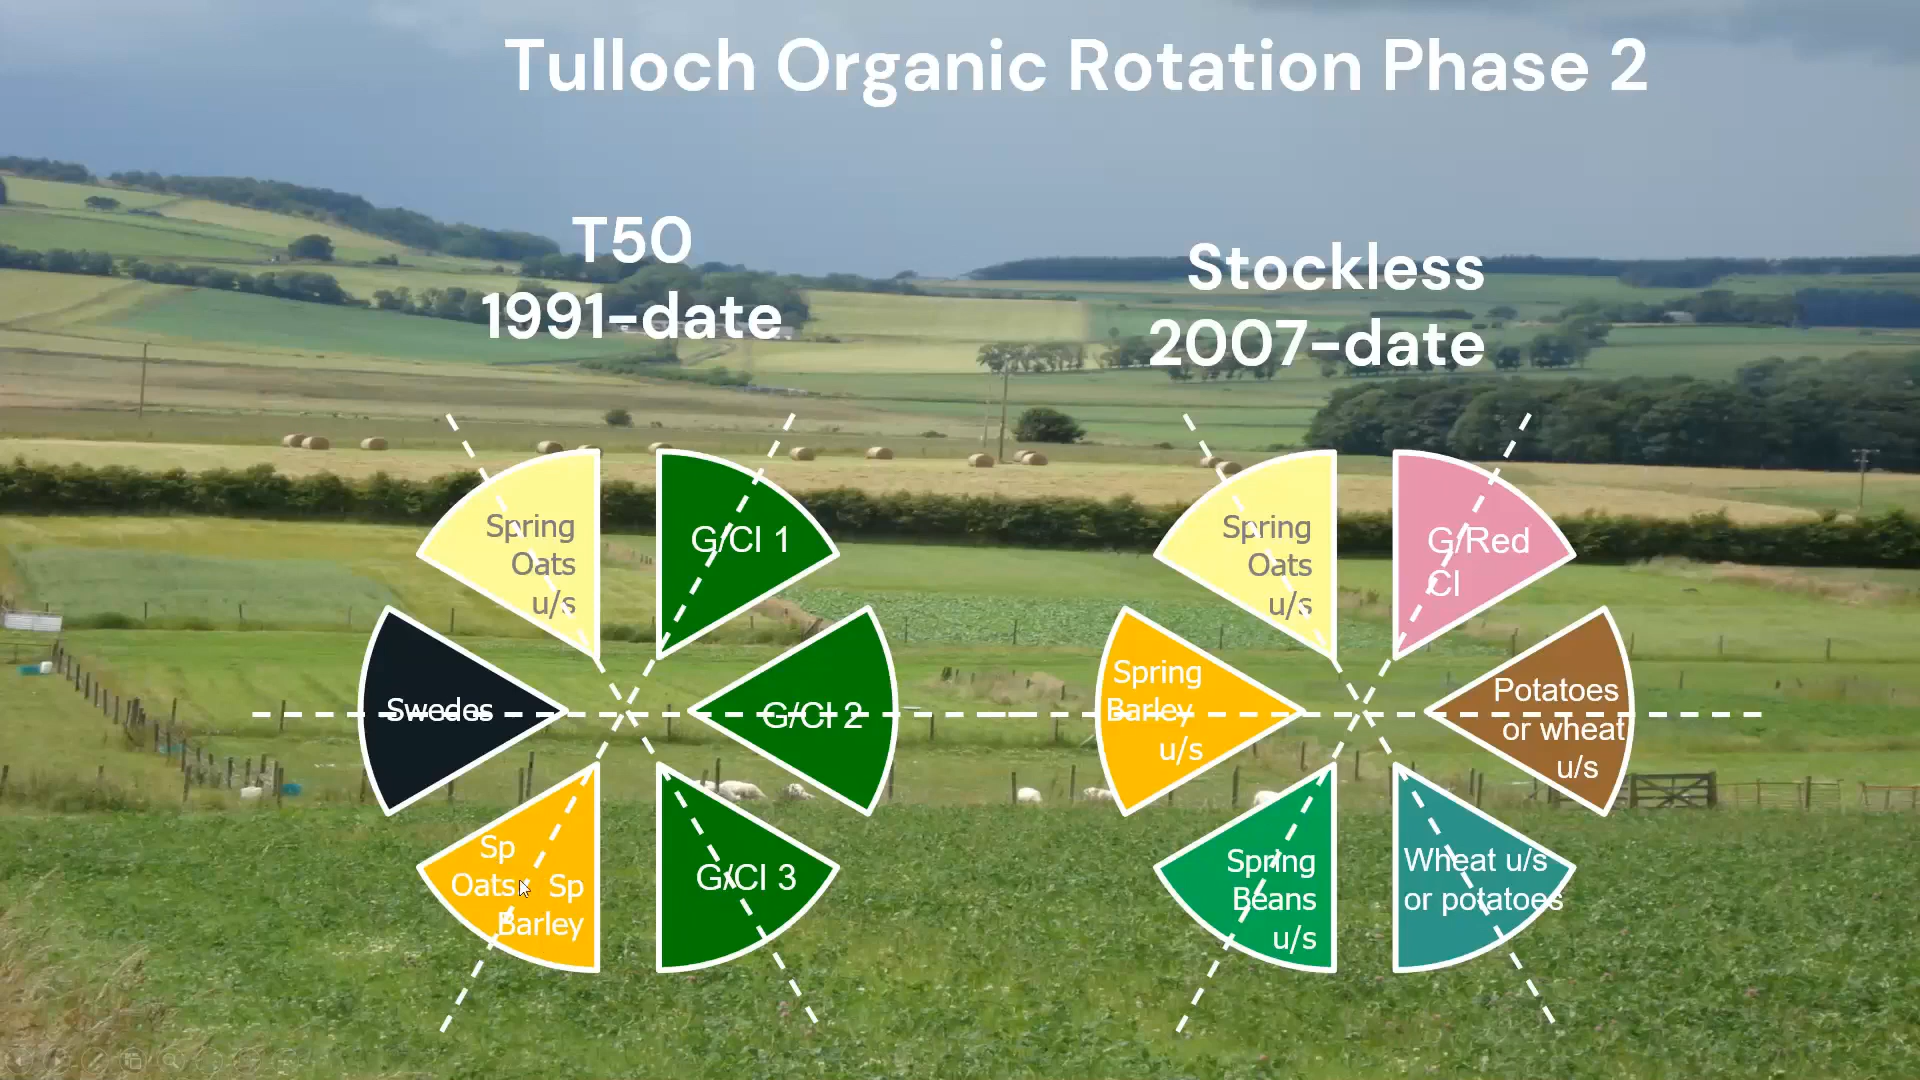 Tulloch Organic Rotation Phase 2
T50
1991-date
Spring
Oats
u/s
G/Cl 1
Swedes
G/Cl 2
Sp
Oats Sp
Barley
G/Cl 3
Stockless
2007-date
Spring
Oats
u/s
G/Red
Cl
Spring
Barley
u/s
Potatoes
or wheat
u/s
Spring
Beans
u/s
Wheat u/s
or potatoes